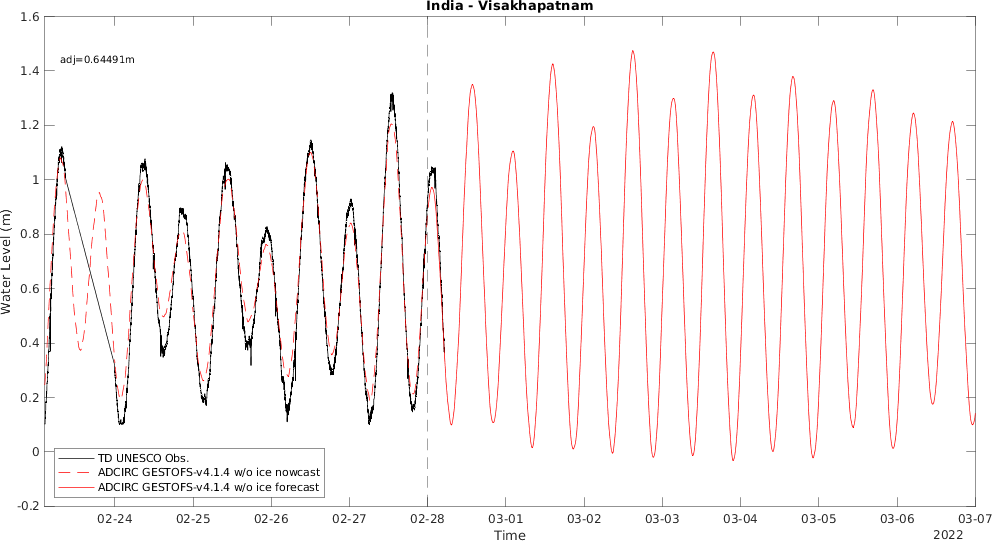 India - Visakhapatnam
1.6
1.4
1.2
1
0.8
0.6
0.4
0.2
0
-0.2
Water Level (m)
adj=0.64491m
TD UNESCO Obs.
ADCIRC GESTOFS-v4.1.4 w/o ice nowcast
ADCIRC GESTOFS-v4.1.4 w/o ice forecast
02-24 02-25 02-26 02-27 02-28 03-01 03-02 03-03 03-04 03-05 03-06 03-07
Time
2022